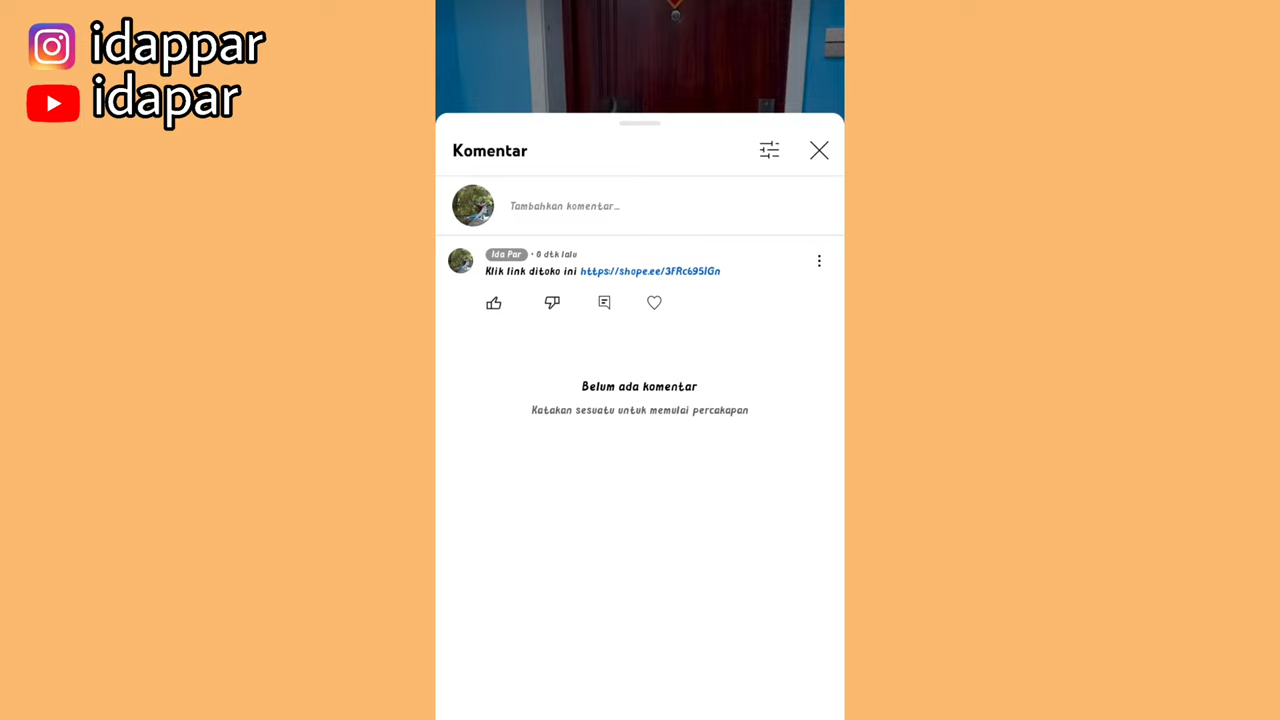 idappar
idapar
Komentar
Tambahkan komentar...
Ida Par • 0 dtk lalu
Klik link ditoko ini https://shope.ee/3fRc695lGn
Belum ada komentar
Katakan sesuatu untuk memulai percakapan